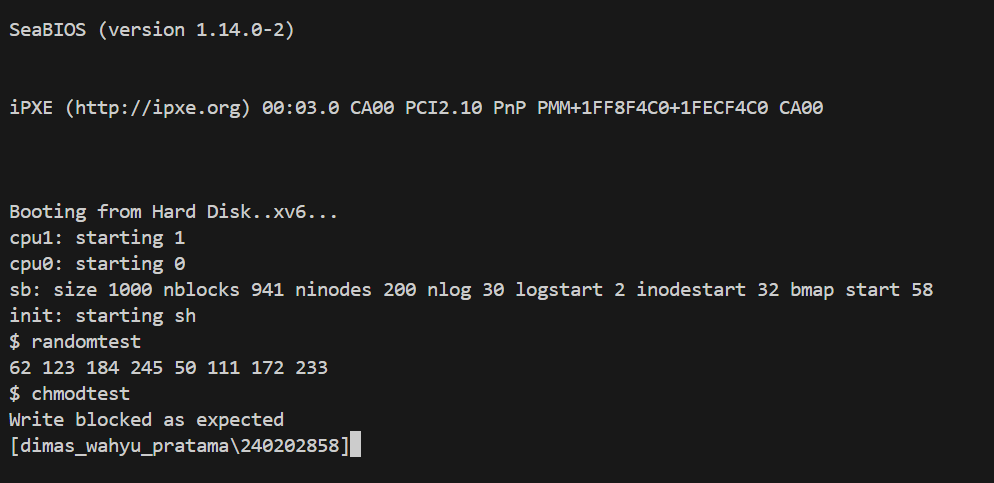 SeaBIOS (version 1.14.0-2)
iPXE (http://ipxe.org) 00:03.0 CA00 PCI2.10 PnP PMM+1FF8F4C0+1FECF4C0 CA00
Booting from Hard Disk..xv6...
cpu1: starting 1
cpu0: starting 0
sb: size 1000 nblocks 941 ninodes 200 nlog 30 logstart 2 inodestart 32 bmap start 58
init: starting sh
$ randomtest
62 123 184 245 50 111 172 233
$ chmodtest
Write blocked as expected
[dimas_wahyu_pratama\240202858]